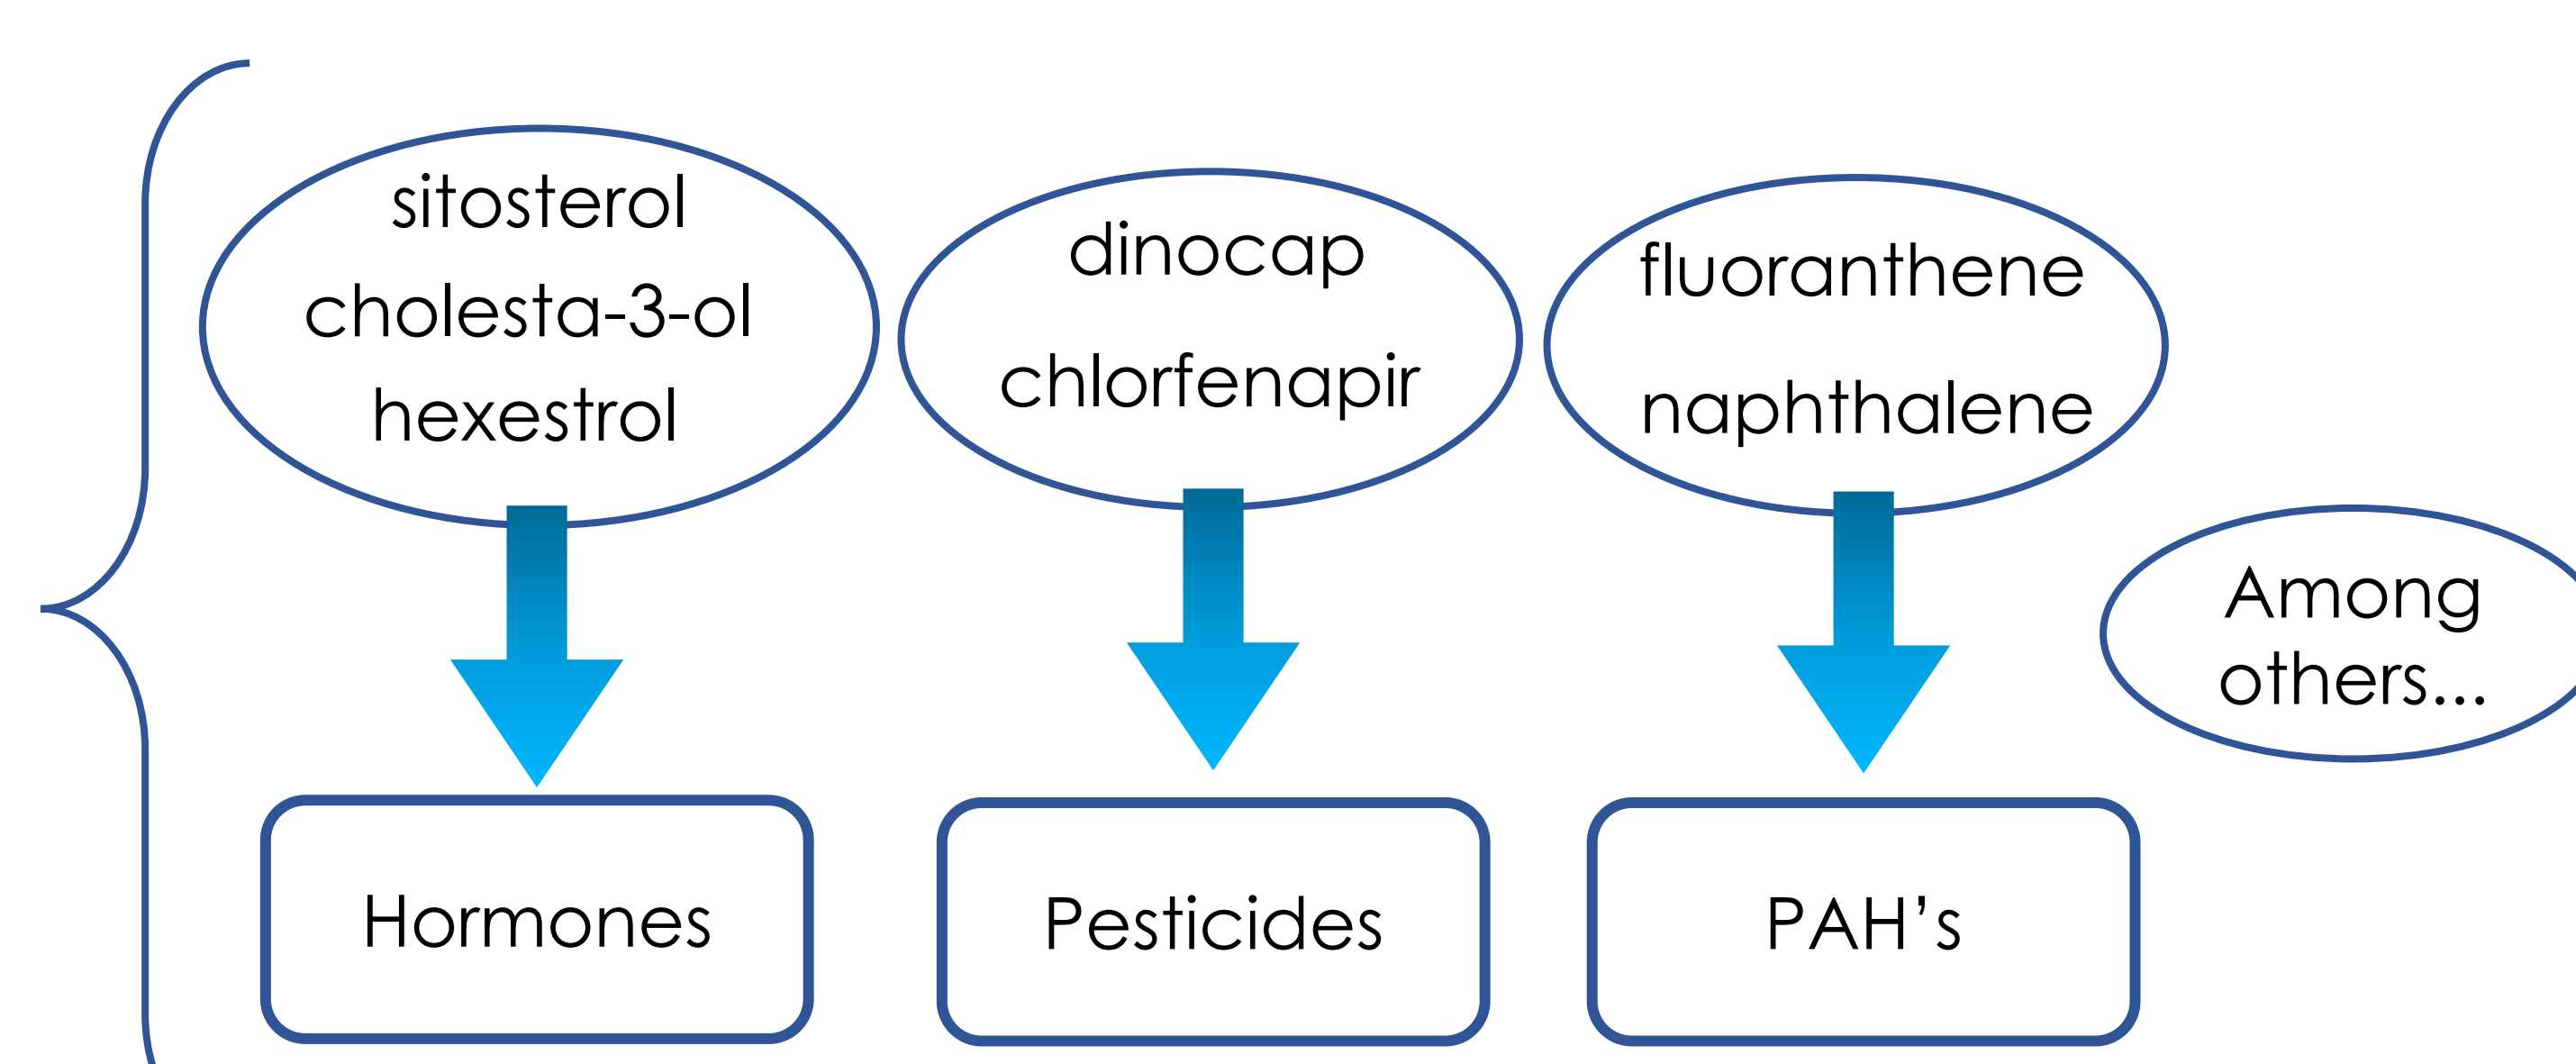 sitosterol
cholesta-3-ol
hexestrol
dinocap
chlorfenapir
fluoranthene
naphthalene
Among
others...
Hormones
Pesticides
PAH’s